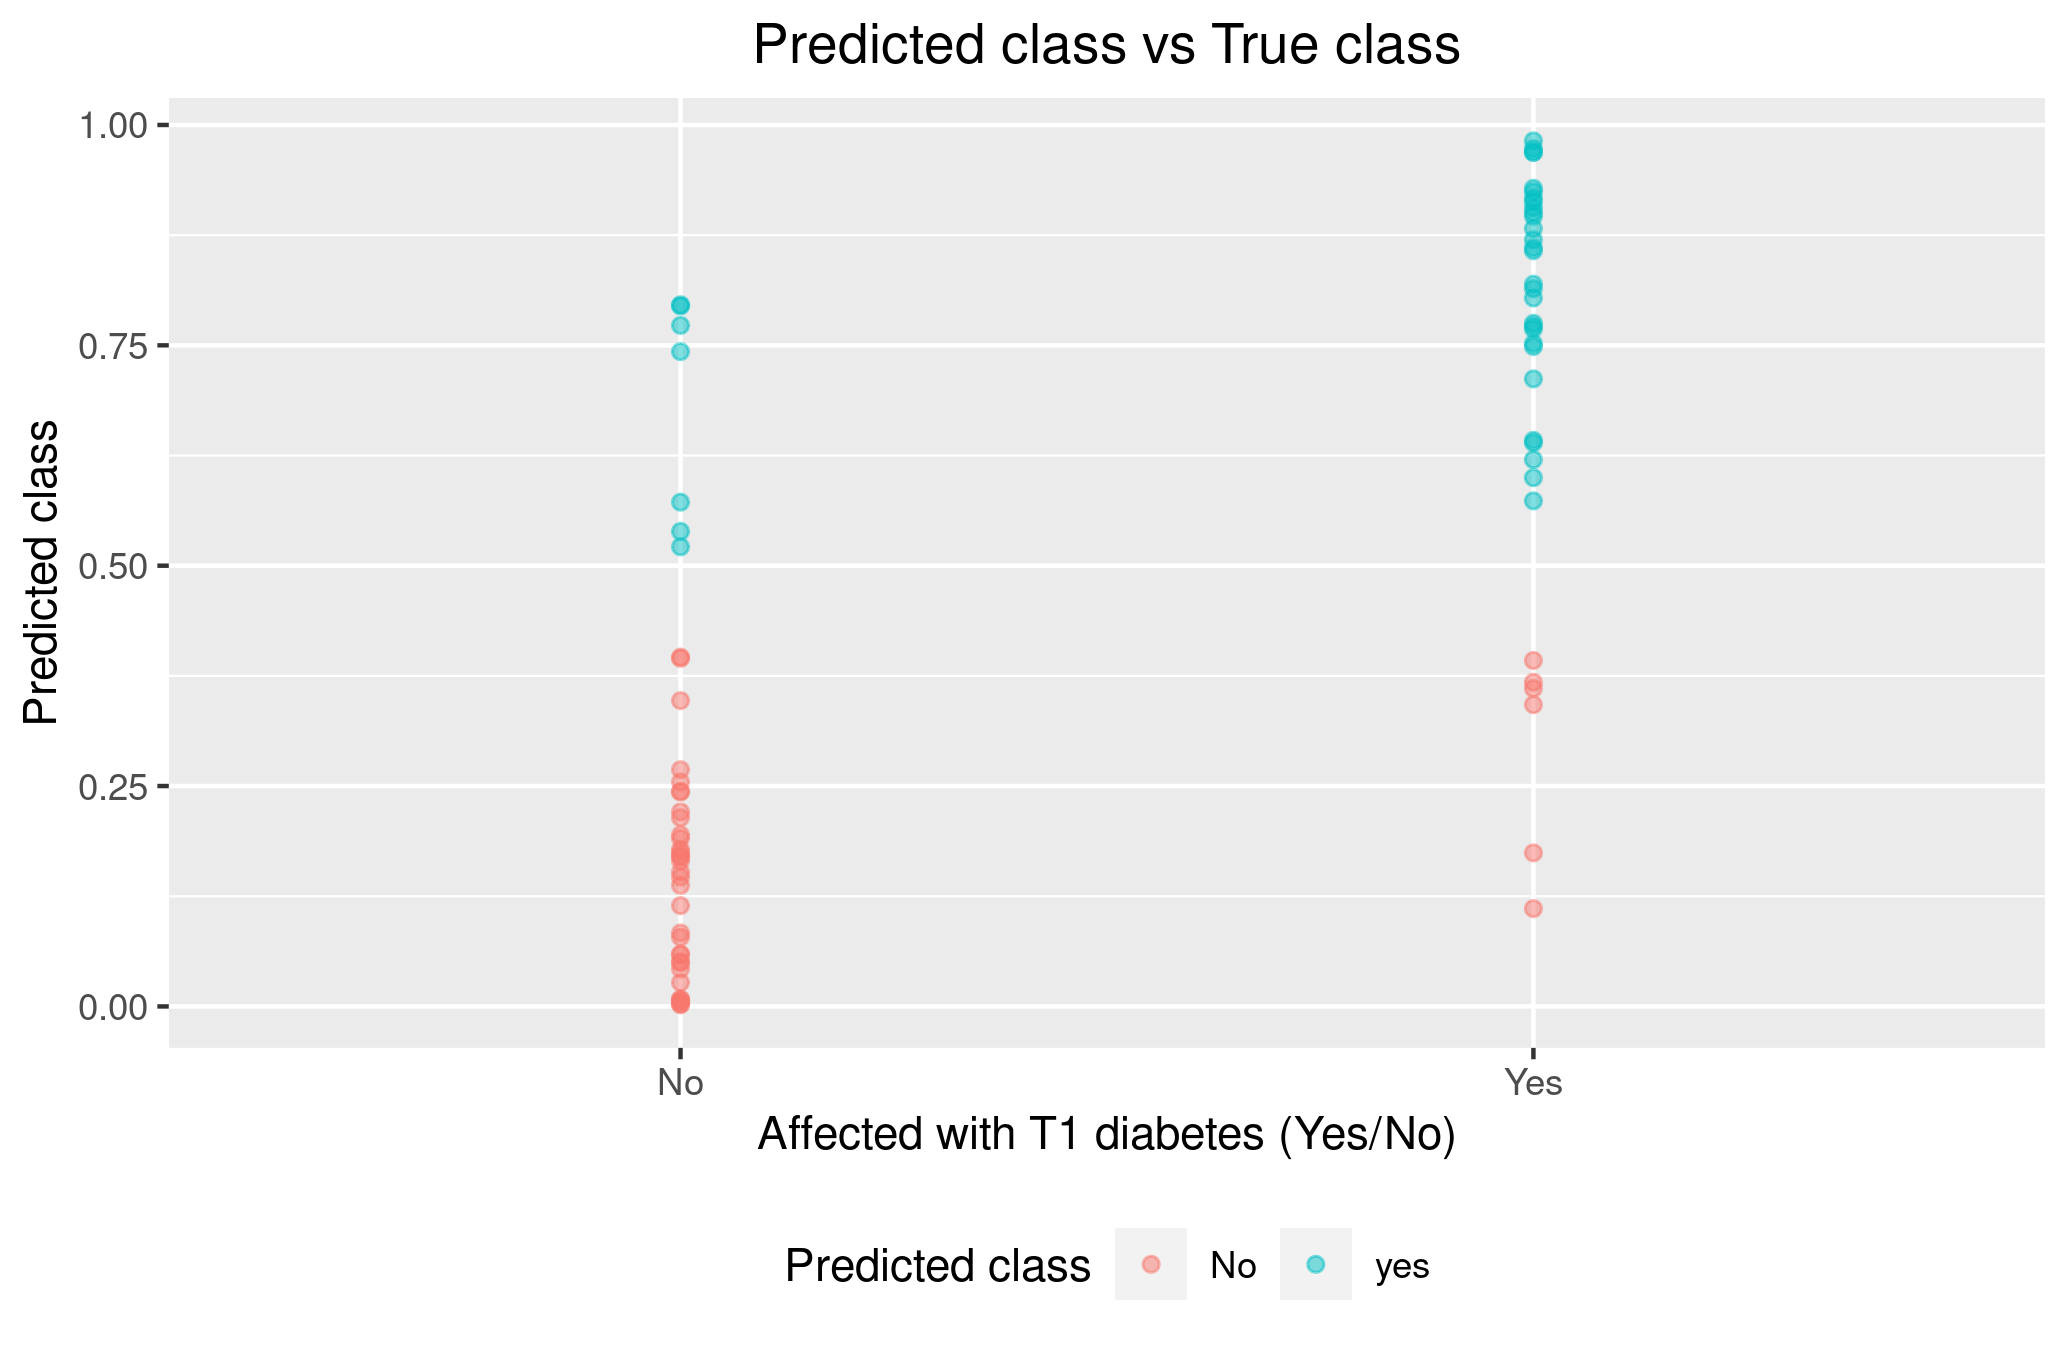 Predicted class vs True class
1.00
0.75
0.50
0.25
0.00
Predicted class
No Yes
Affected with T1 diabetes (Yes/No)
Predicted class No yes